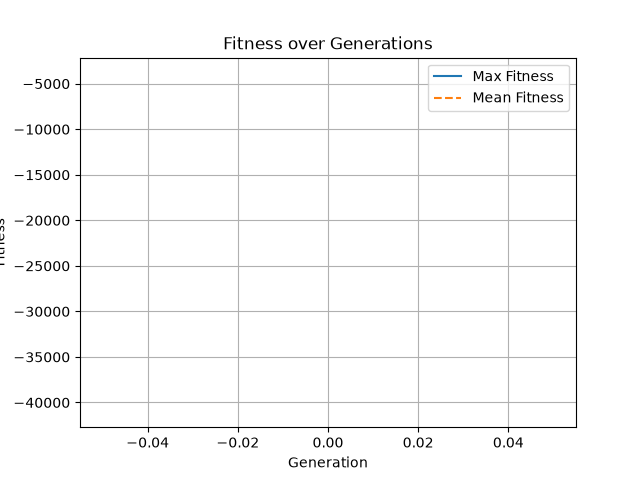 Fitness over Generations
Max Fitness
Mean Fitness
−5000
−10000
−15000
−20000
−25000
−30000
−35000
−40000
Fitness
−0.04
−0.02
0.00
0.02
0.04
Generation